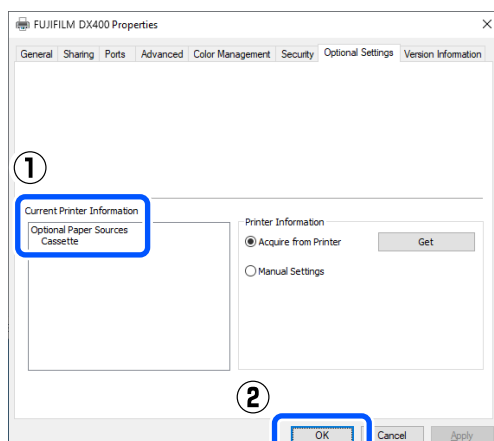 FUJIFILM DX400 Properties
General Sharing Ports Advanced Color Management Security Optional Settings Version Information
1
Current Printer Information
Optional Paper Sources
Cassette
Printer Information
Acquire from Printer Get
Manual Settings
2
OK Cancel Apply